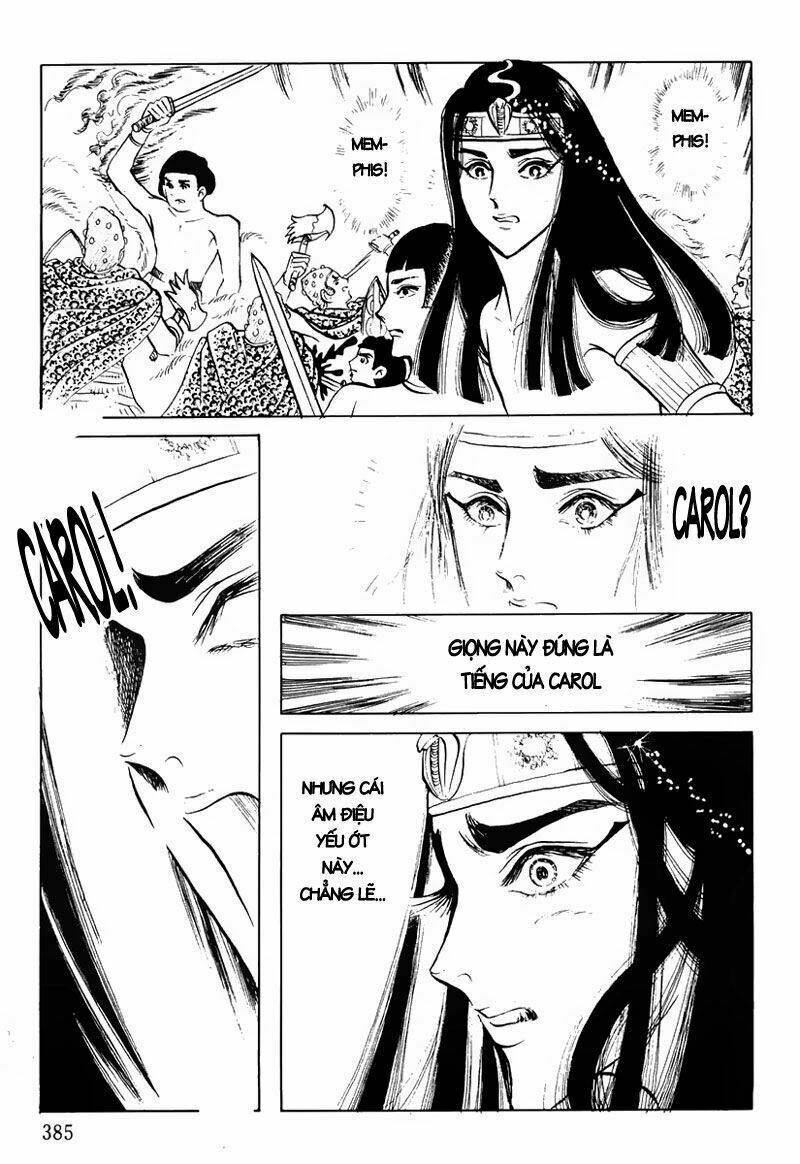 MEM-
PHIS!
MEM-
PHIS!
CAROL?
CAROL!
GIỌNG NÀY ĐÚNG LÀ
TIẾNG CỦA CAROL
NHƯNG CÁI
ÂM ĐIỆU
YẾU ỚT
NÀY...
CHẲNG LẼ...
385